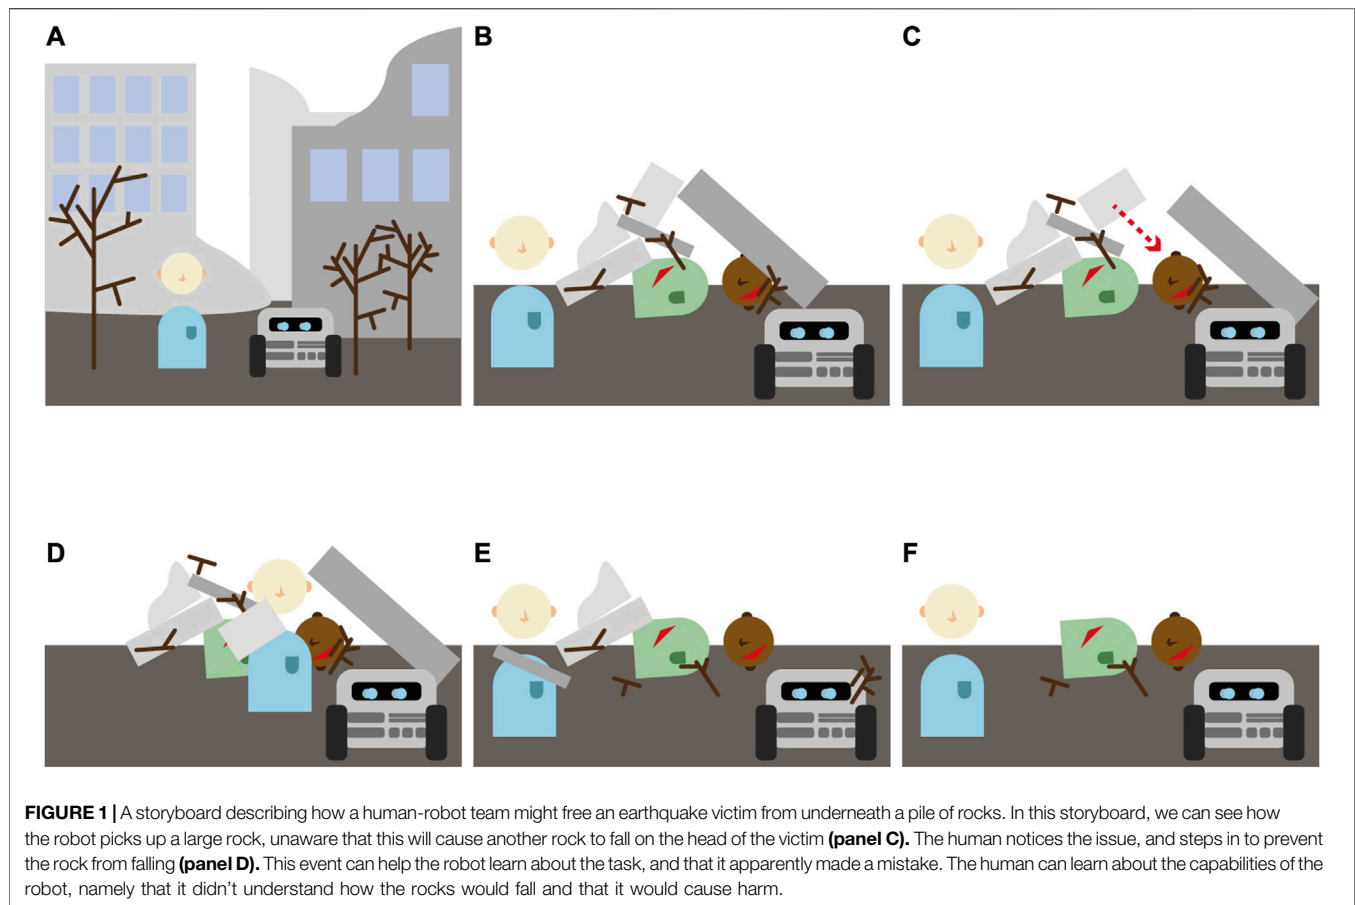 A
B
C
D
E
F
FIGURE 1 | A storyboard describing how a human-robot team might free an earthquake victim from underneath a pile of rocks. In this storyboard, we can see how
the robot picks up a large rock, unaware that this will cause another rock to fall on the head of the victim (panel C). The human notices the issue, and steps in to prevent
the rock from falling (panel D). This event can help the robot learn about the task, and that it apparently made a mistake. The human can learn about the capabilities of the
robot, namely that it didn’t understand how the rocks would fall and that it would cause harm.